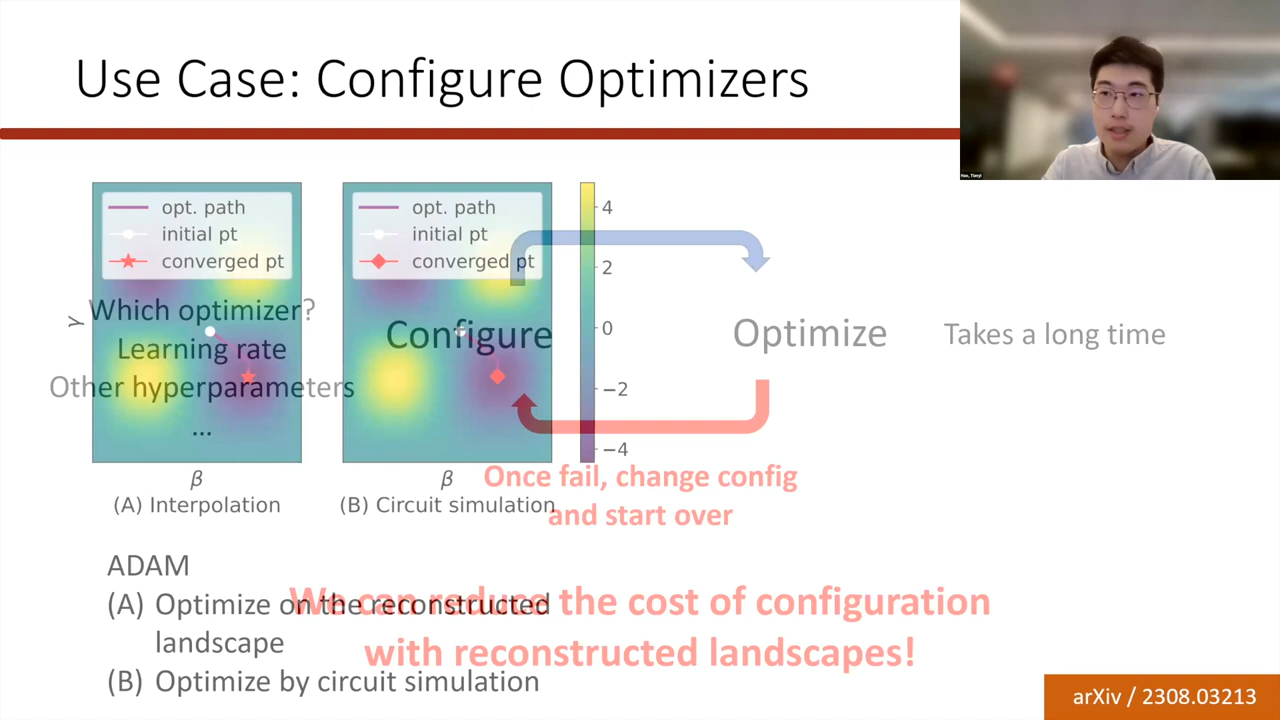 Use Case: Configure Optimizers
Hao, Tianyi
opt. path
initial pt
converged pt
opt. path
initial pt
converged pt
4
2
0
−2
−4
γ
Which optimizer?
Learning rate
Other hyperparameters
...
Configure
Optimize
Takes a long time
β
β
(A) Interpolation
(B) Circuit simulation
Once fail, change config
and start over
ADAM
(A) Optimize on the reconstructed
landscape
(B) Optimize by circuit simulation
We can reduce the cost of configuration
with reconstructed landscapes!
arXiv / 2308.03213